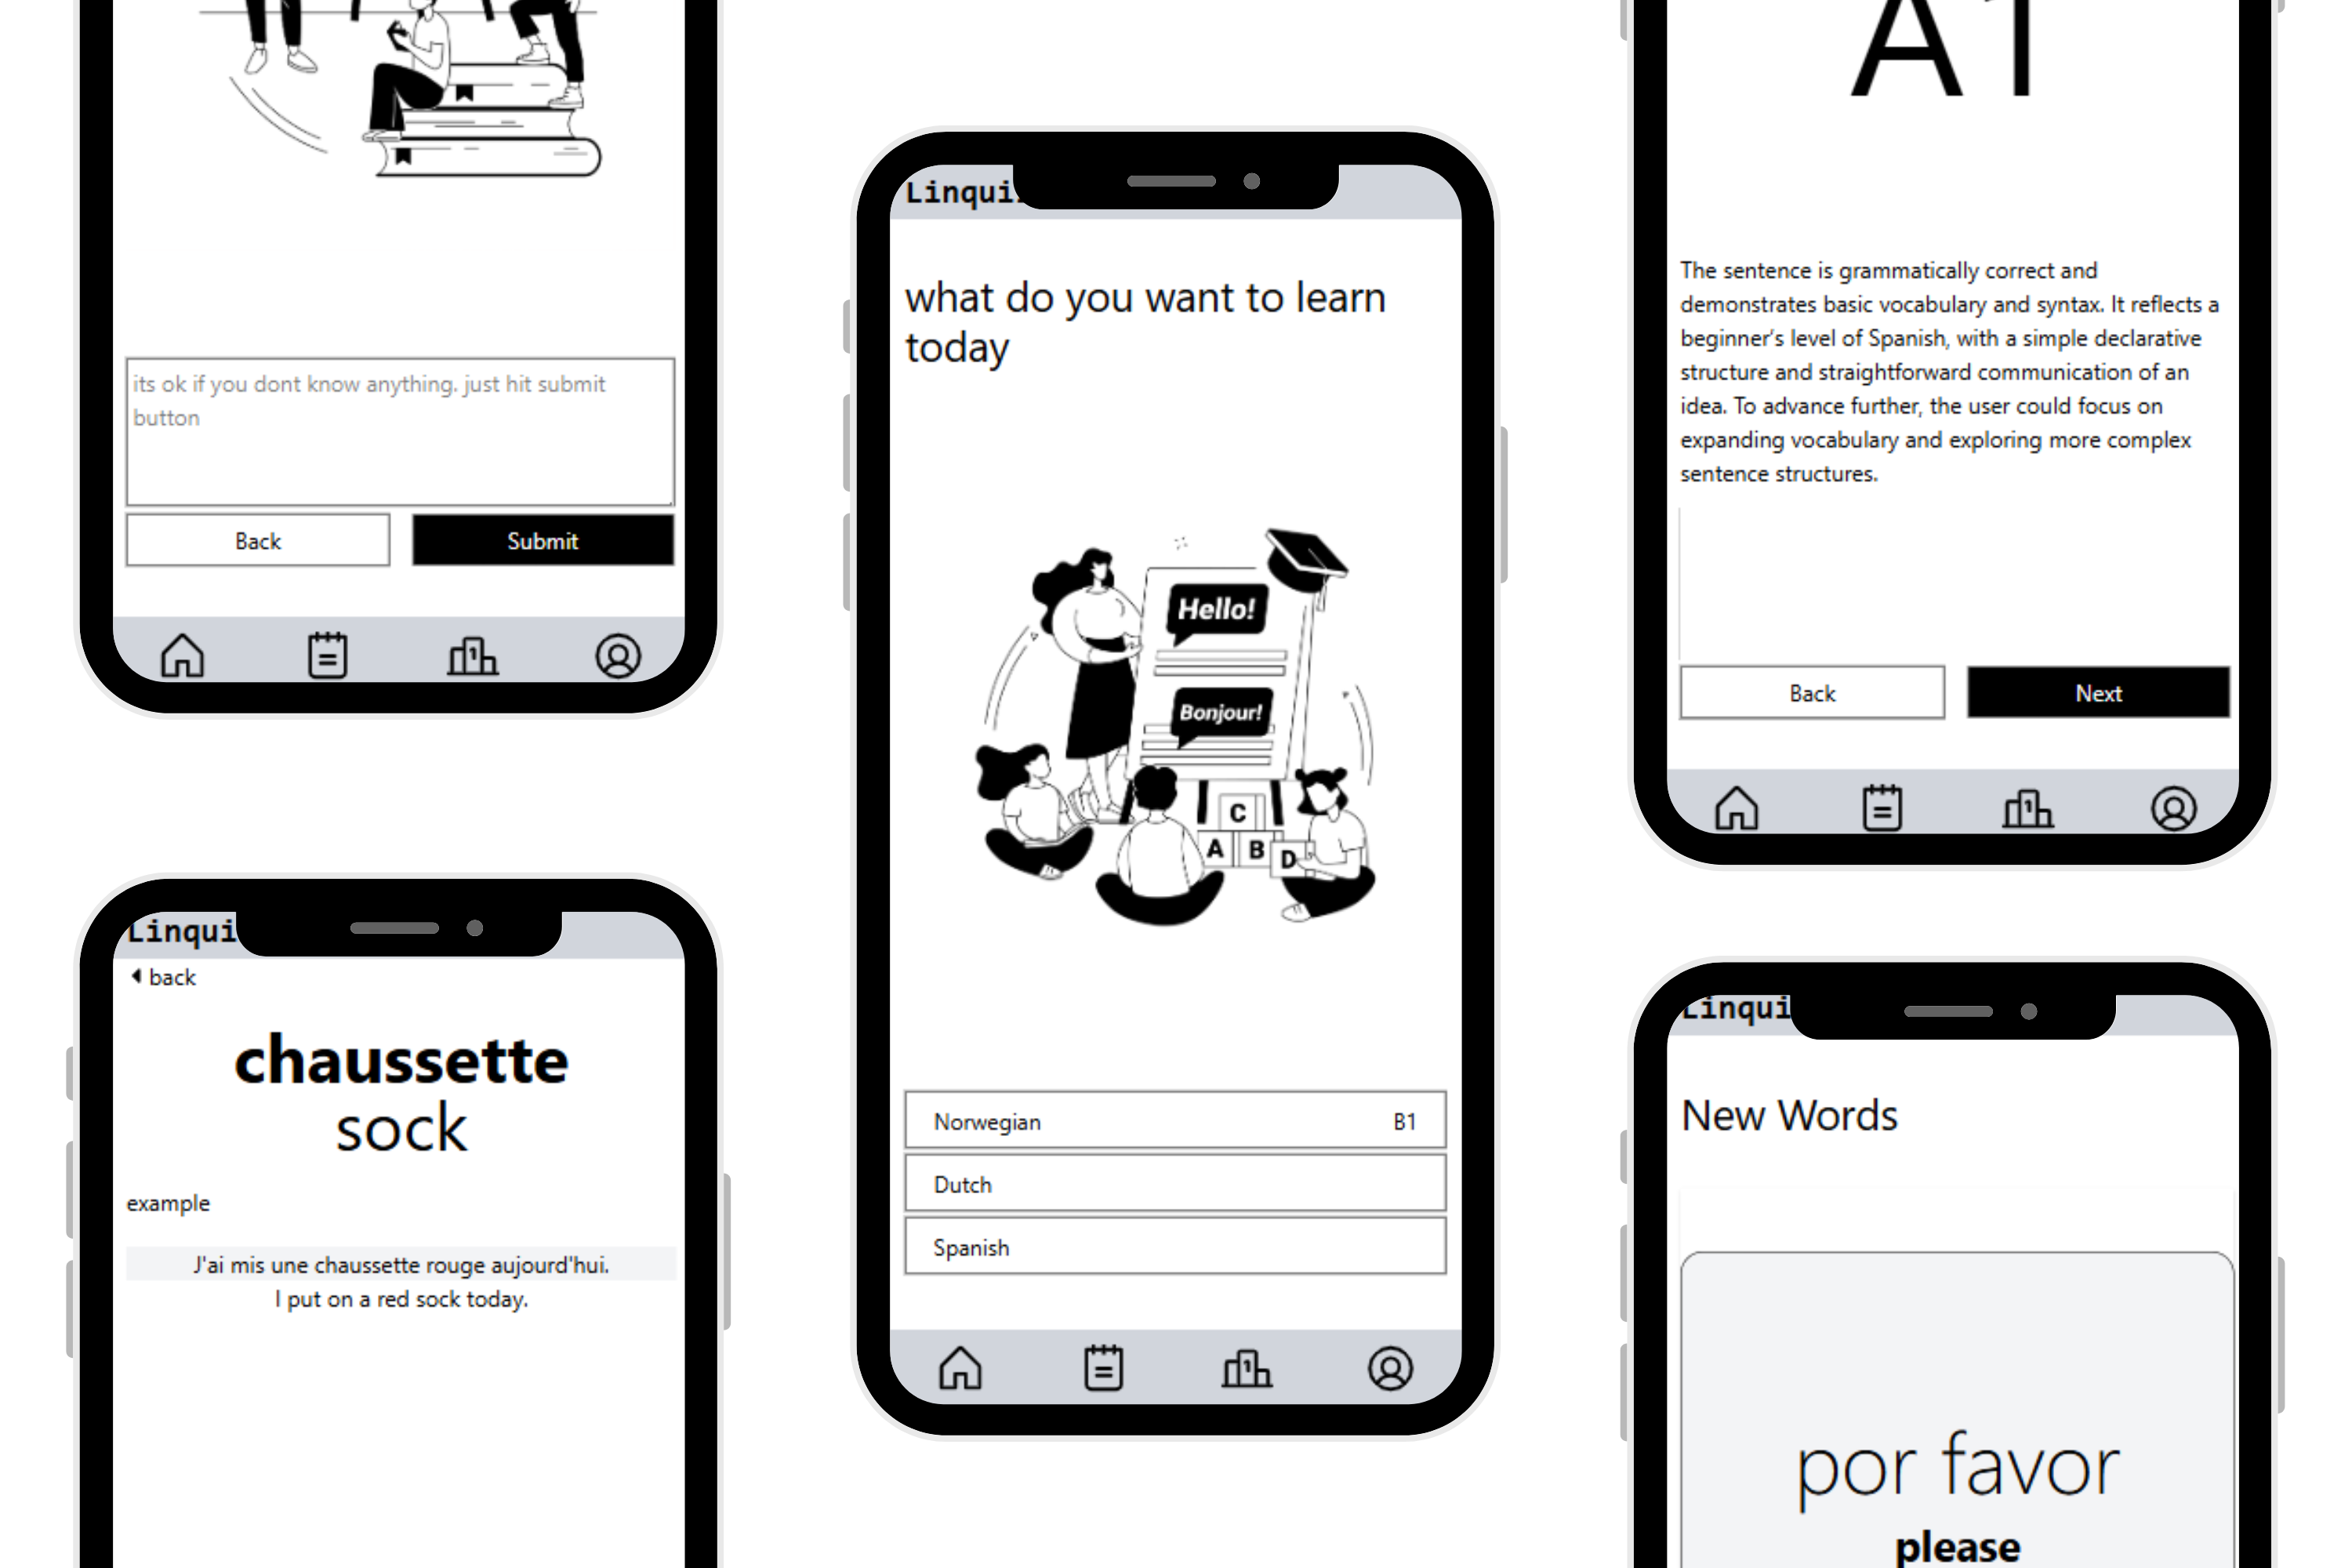 its ok if you dont know anything. just hit submit
button
Back
Submit
Linqui
back
chaussette
sock
example
J'ai mis une chaussette rouge aujourd'hui.
I put on a red sock today.
Linqui
what do you want to learn
today
Hello!
Bonjour!
C
A B D
Norwegian B1
Dutch
Spanish
A1
The sentence is grammatically correct and
demonstrates basic vocabulary and syntax. It reflects a
beginner's level of Spanish, with a simple declarative
structure and straightforward communication of an
idea. To advance further, the user could focus on
expanding vocabulary and exploring more complex
sentence structures.
Back
Next
Linqui
New Words
por favor
please